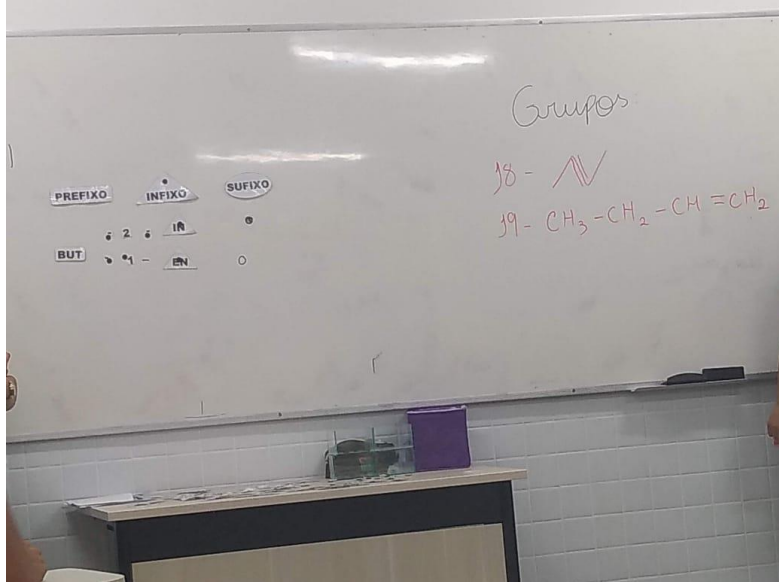 PREFIXO INFIXO SUFIXO
2 IN
BUT 1 - EN O
Grupos
18 -
19 - CH₃ - CH₂ - CH = CH₂